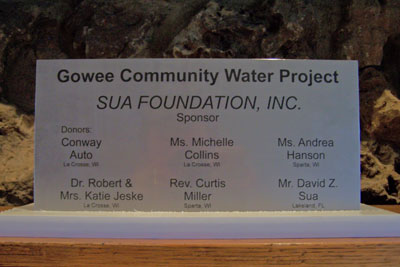 Gowee Community Water Project
SUA FOUNDATION, INC.
Sponsor
Donors:
Conway
Auto
La Crosse, WI
Ms. Michelle
Collins
La Crosse, WI
Ms. Andrea
Hanson
Sparta, WI
Dr. Robert &
Mrs. Katie Jeske
La Crosse, WI
Rev. Curtis
Miller
Sparta, WI
Mr. David Z.
Sua
Lakeland, FL